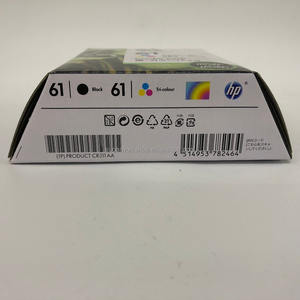 61 Black 61 Tri-colour hp
(1P) PRODUCT CR311AA
4 514953 782464